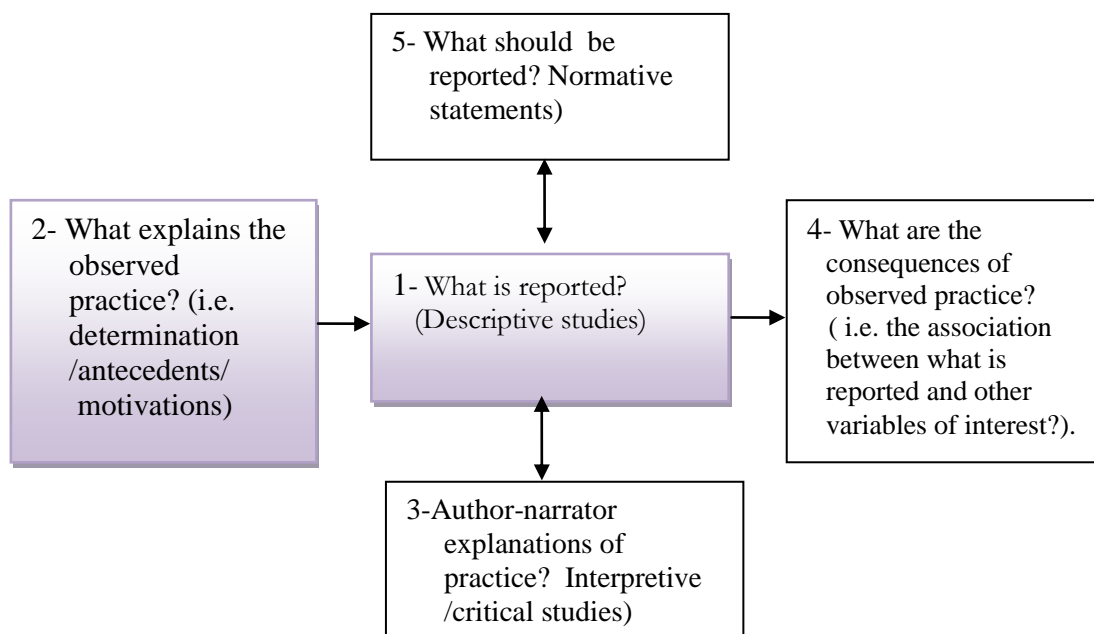 5- What should be
reported? Normative
statements)
2- What explains the
observed
practice? (i.e.
determination
/antecedents/
motivations)
1- What is reported?
(Descriptive studies)
4- What are the
consequences of
observed practice?
( i.e. the association
between what is
reported and other
variables of interest?).
3-Author-narrator
explanations of
practice? Interpretive
/critical studies)